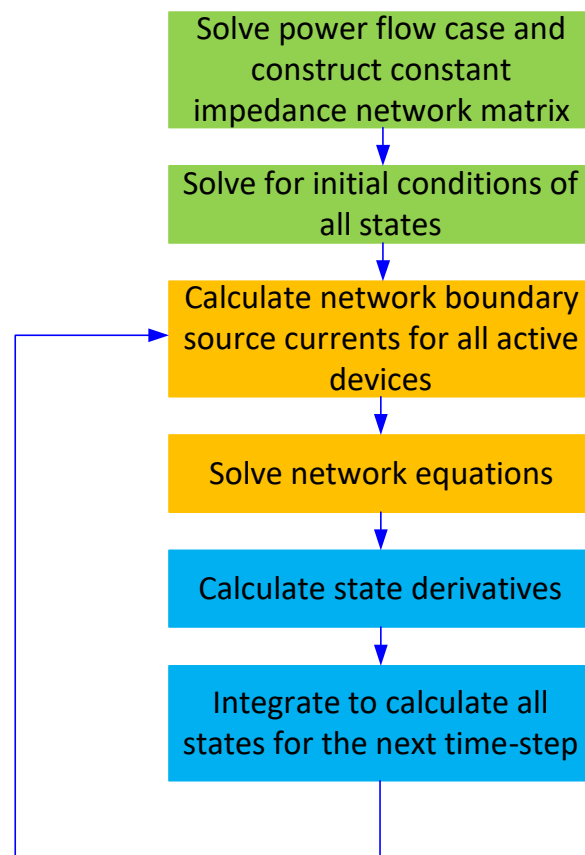 Solve power flow case and
construct constant
impedance network matrix
Solve for initial conditions of
all states
Calculate network boundary
source currents for all active
devices
Solve network equations
Calculate state derivatives
Integrate to calculate all
states for the next time-step